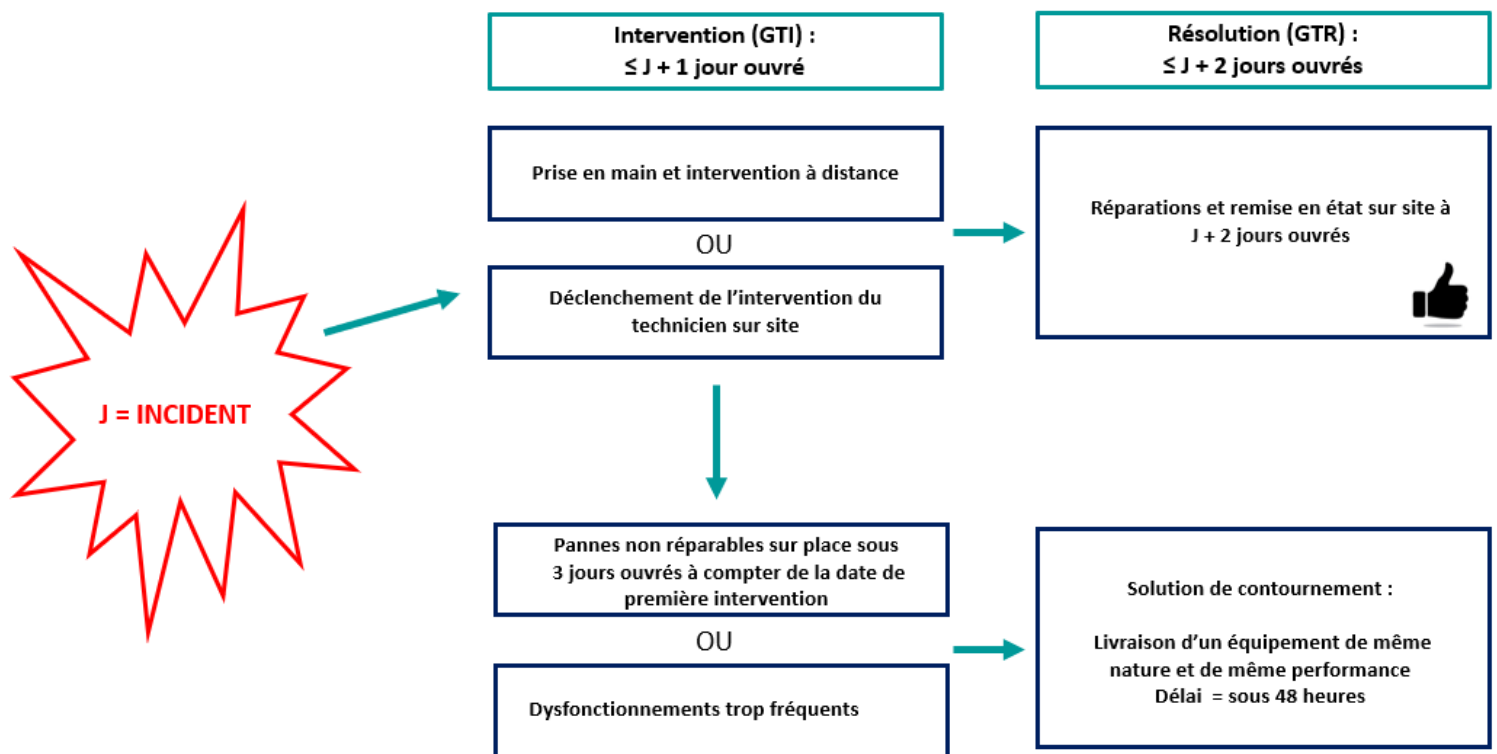 Intervention (GTI) :
≤ J + 1 jour ouvré
Résolution (GTR) :
≤ J + 2 jours ouvrés
Prise en main et intervention à distance
OU
Déclenchement de l’intervention du
technicien sur site
Réparations et remise en état sur site à
J + 2 jours ouvrés
J = INCIDENT
Pannes non réparables sur place sous
3 jours ouvrés à compter de la date de
première intervention
OU
Dysfonctionnements trop fréquents
Solution de contournement :
Livraison d’un équipement de même
nature et de même performance
Délai = sous 48 heures